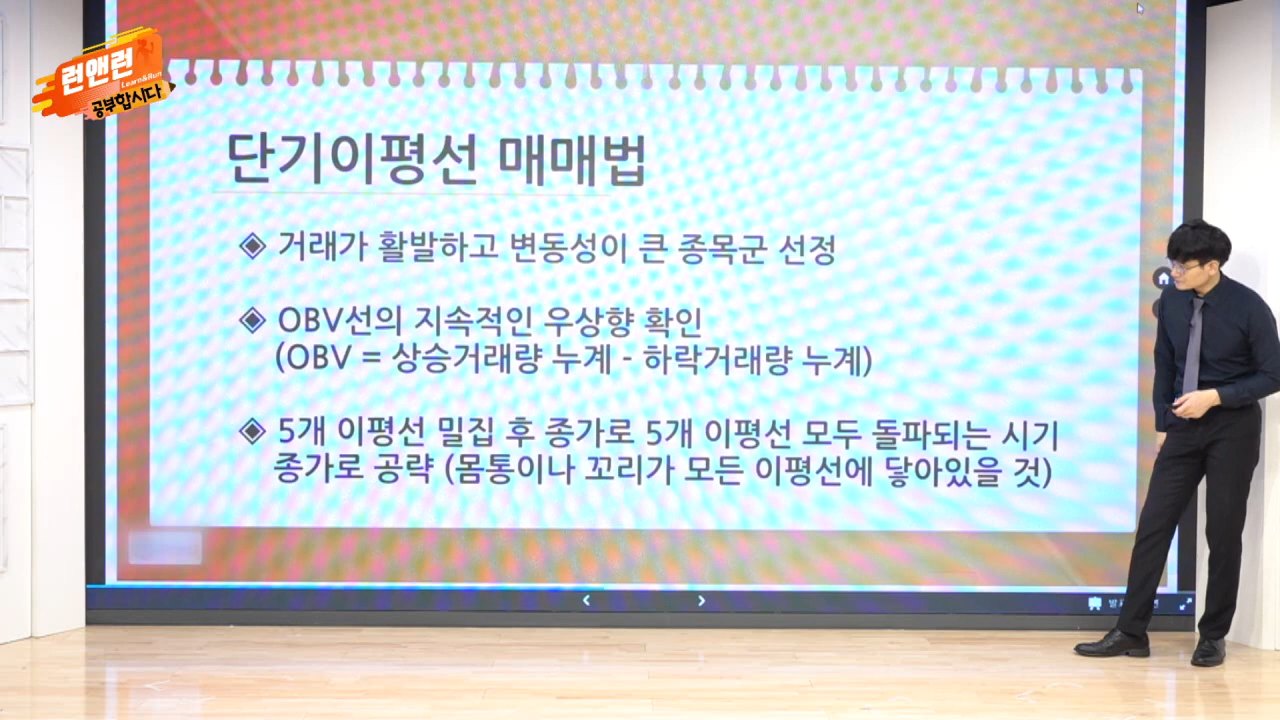 런앤런
Learn&Run
공부합시다
단기이평선 매매법
◈ 거래가 활발하고 변동성이 큰 종목군 선정
◈ OBV선의 지속적인 우상향 확인
(OBV = 상승거래량 누계 - 하락거래량 누계)
◈ 5개 이평선 밀집 후 종가로 5개 이평선 모두 돌파되는 시기
종가로 공략 (몸통이나 꼬리가 모든 이평선에 닿아있을 것)